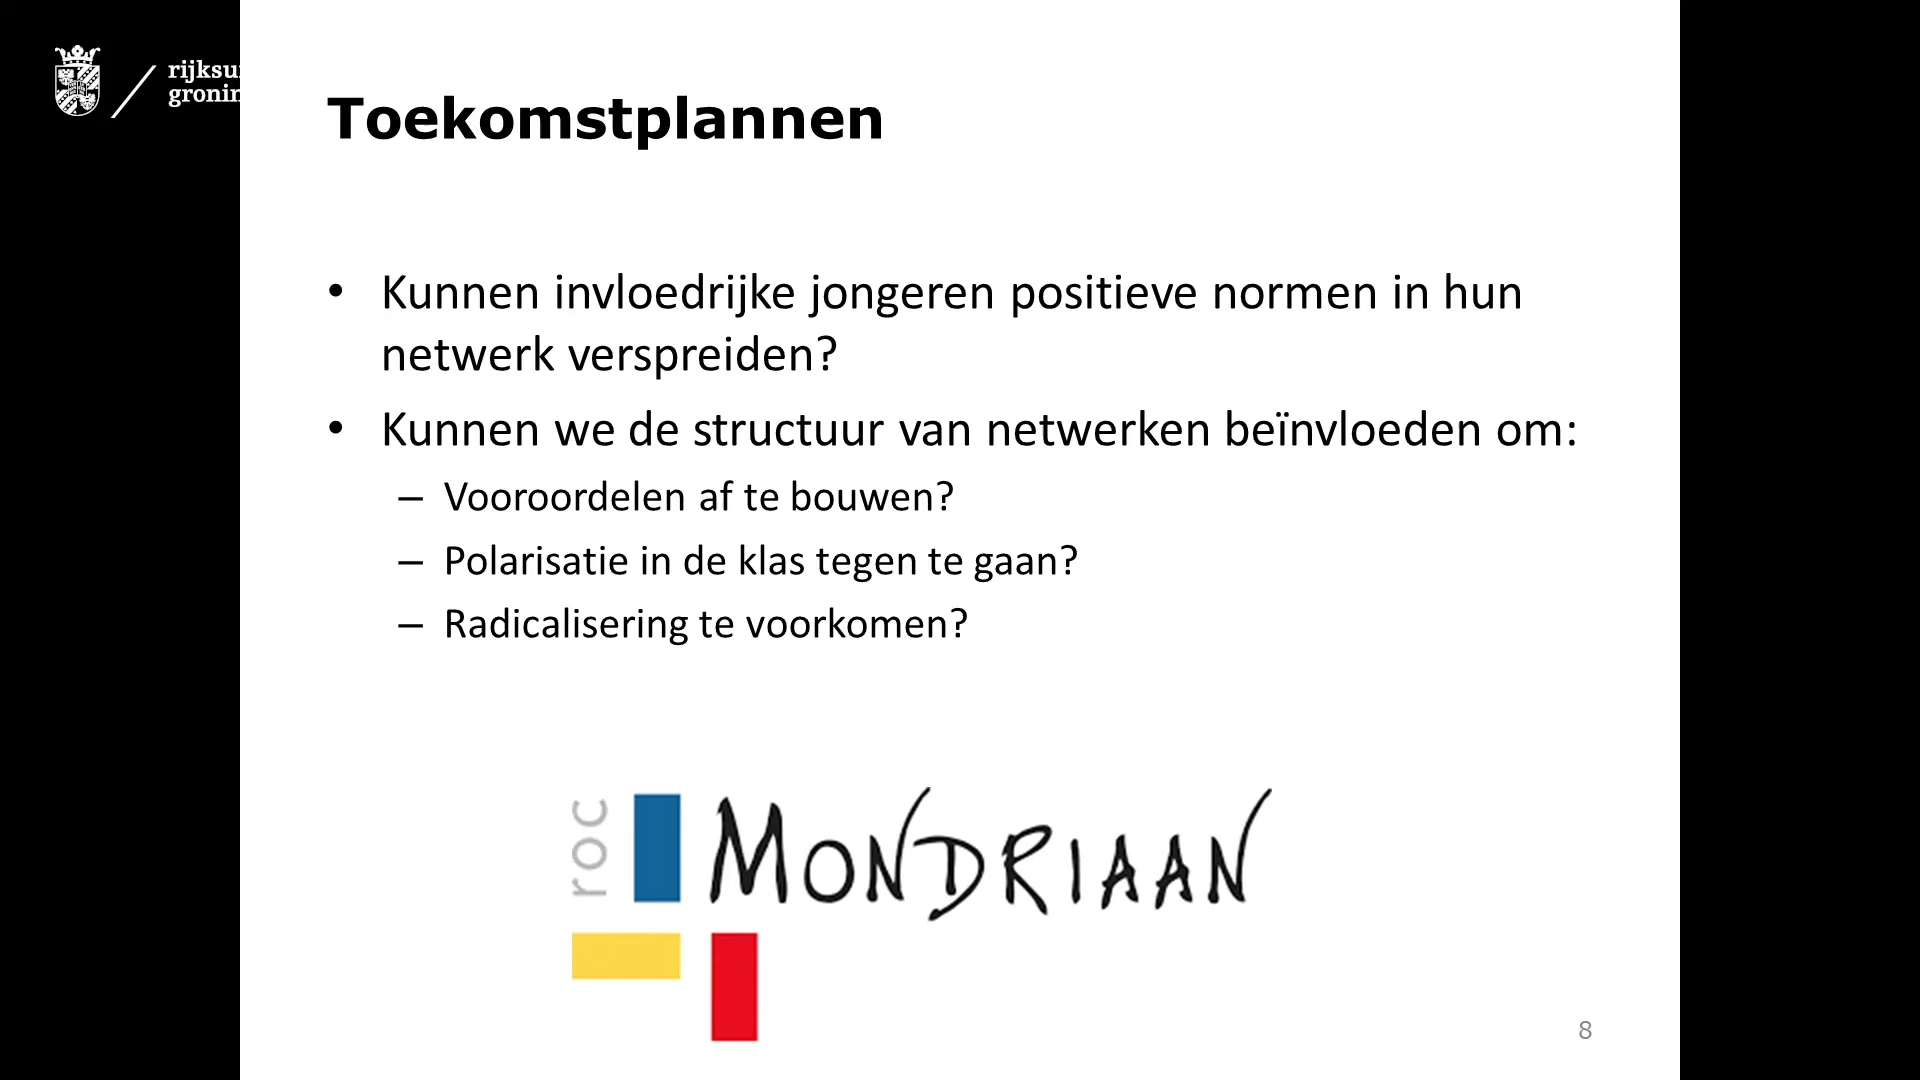 rijksu
gronin
Toekomstplannen
• Kunnen invloedrijke jongeren positieve normen in hun
netwerk verspreiden?
• Kunnen we de structuur van netwerken beïnvloeden om:
– Vooroordelen af te bouwen?
– Polarisatie in de klas tegen te gaan?
– Radicalisering te voorkomen?
roc MONDRIAAN
8